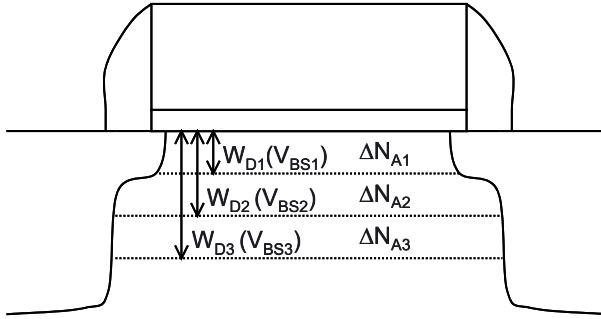 W_D1(V_BS1) ΔN_A1
W_D2(V_BS2) ΔN_A2
W_D3(V_BS3) ΔN_A3